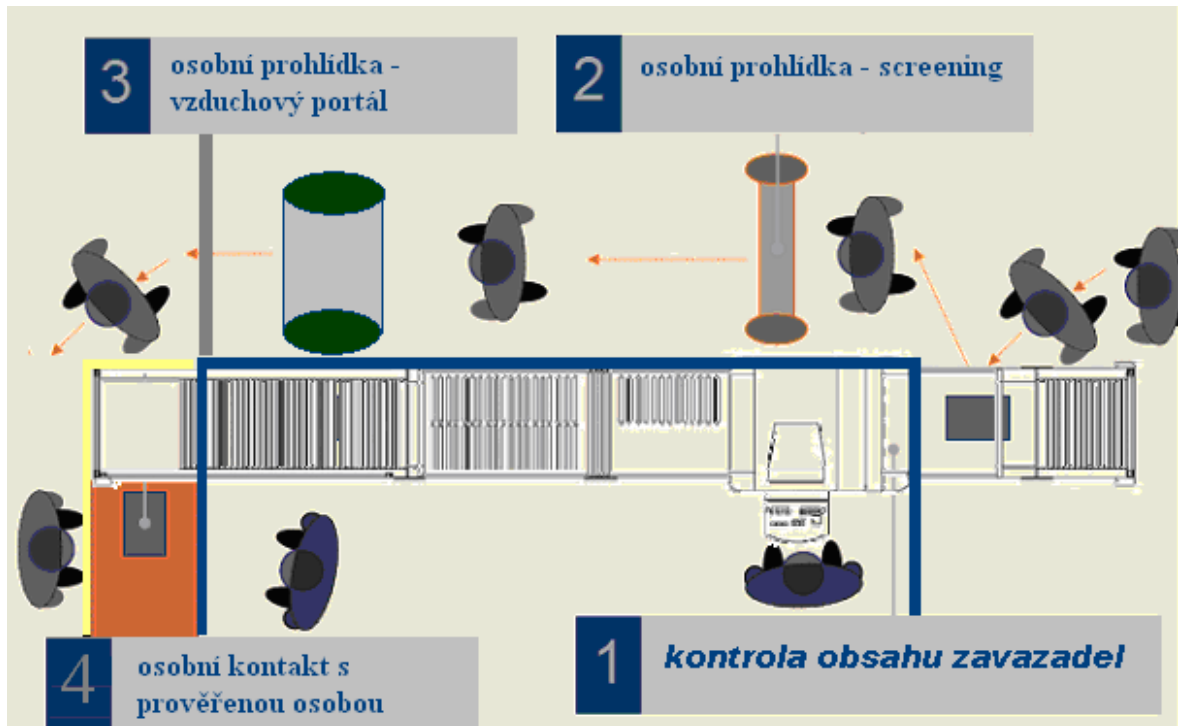 3
osobní prohlídka -
vzduchový portál
2
osobní prohlídka - screening
4
osobní kontakt s
prověřenou osobou
1
kontrola obsahu zavazadel